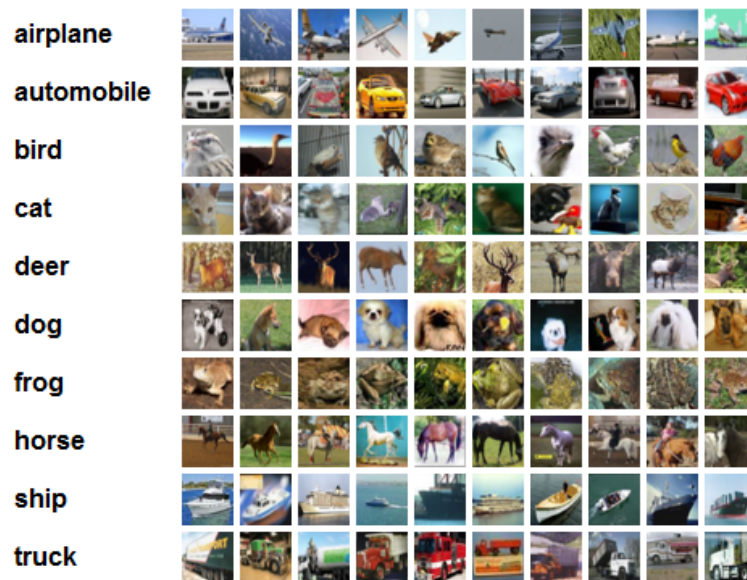 airplane
automobile
bird
cat
deer
dog
frog
horse
ship
truck